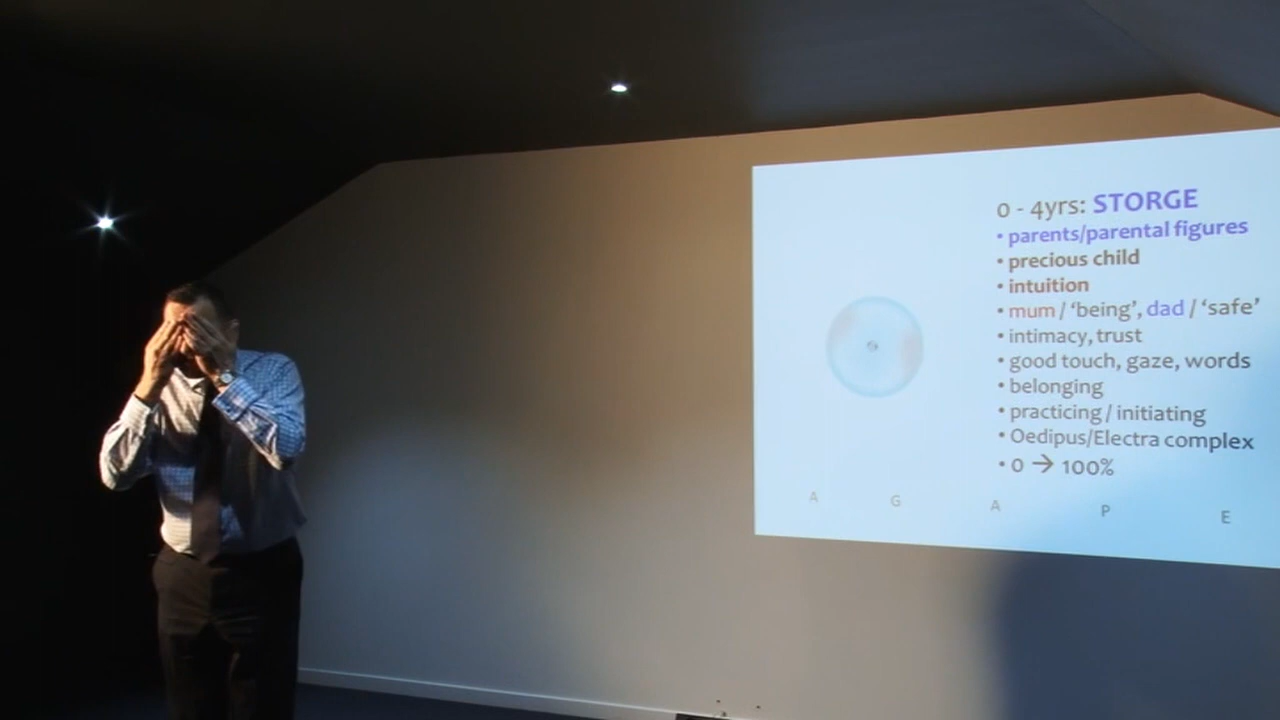 0 - 4yrs: STORGE
• parents/parental figures
• precious child
• intuition
• mum / ‘being’, dad / ‘safe’
• intimacy, trust
• good touch, gaze, words
• belonging
• practicing / initiating
• Oedipus/Electra complex
• 0 → 100%
A G A P E